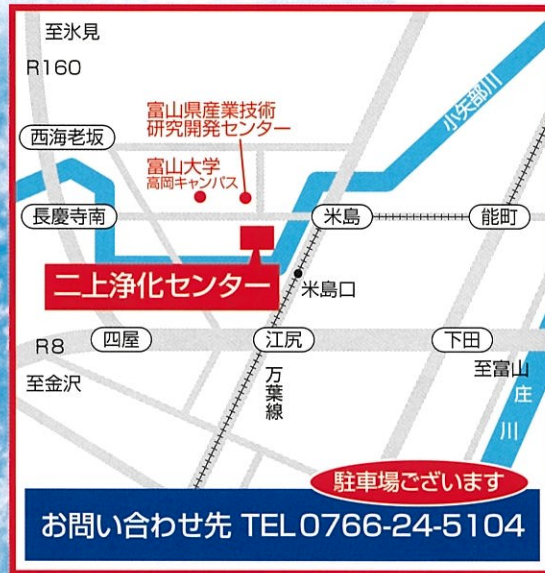 至氷見
R160
富山県産業技術
研究開発センター
小矢部川
西海老坂
富山大学
高岡キャンパス
長慶寺南
米島
能町
二上浄化センター
米島口
R8
四屋
江尻
下田
至金沢
万葉線
至富山
庄川
駐車場ございます
お問い合わせ先 TEL0766-24-5104